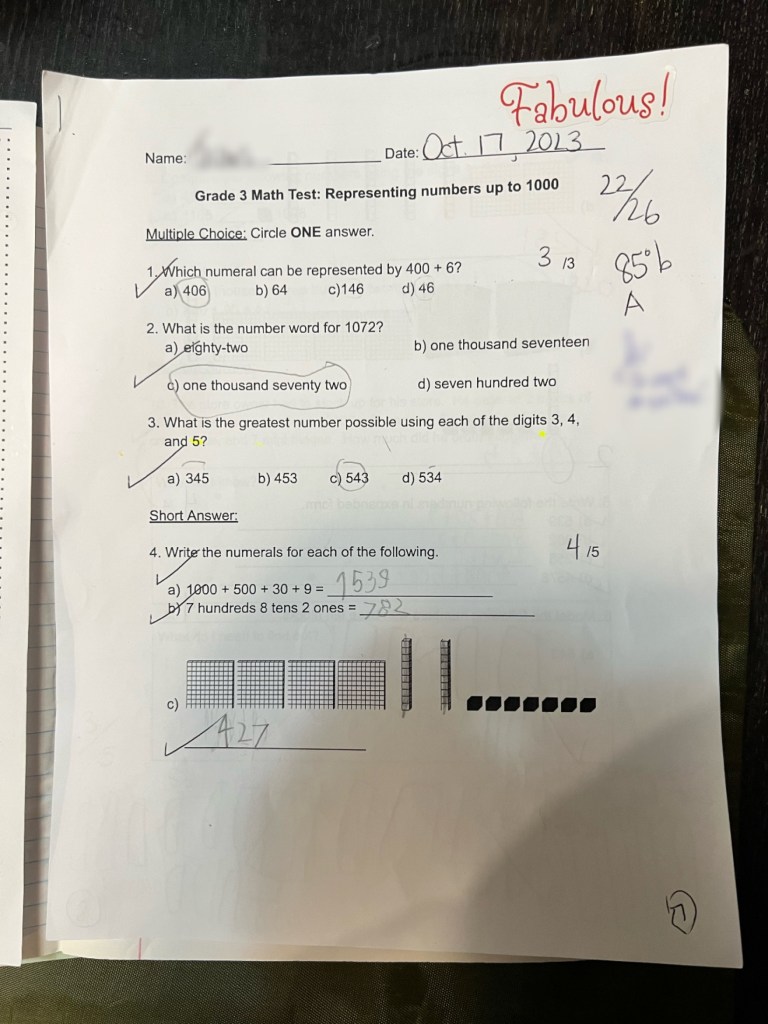 Fabulous!
Name: ________ Date: Oct. 17, 2023
Grade 3 Math Test: Representing numbers up to 1000
22/26
Multiple Choice: Circle ONE answer.
1. Which numeral can be represented by 400 + 6? 3 /3
85%
a) 406 b) 64 c)146 d) 46
A
2. What is the number word for 1072?
a) eighty-two b) one thousand seventeen
c) one thousand seventy two d) seven hundred two
3. What is the greatest number possible using each of the digits 3, 4,
and 5?
a) 345 b) 453 c) 543 d) 534
Short Answer:
4. Write the numerals for each of the following. 4 /5
a) 1000 + 500 + 30 + 9 = 1539
b) 7 hundreds 8 tens 2 ones = 782
c)
427
7